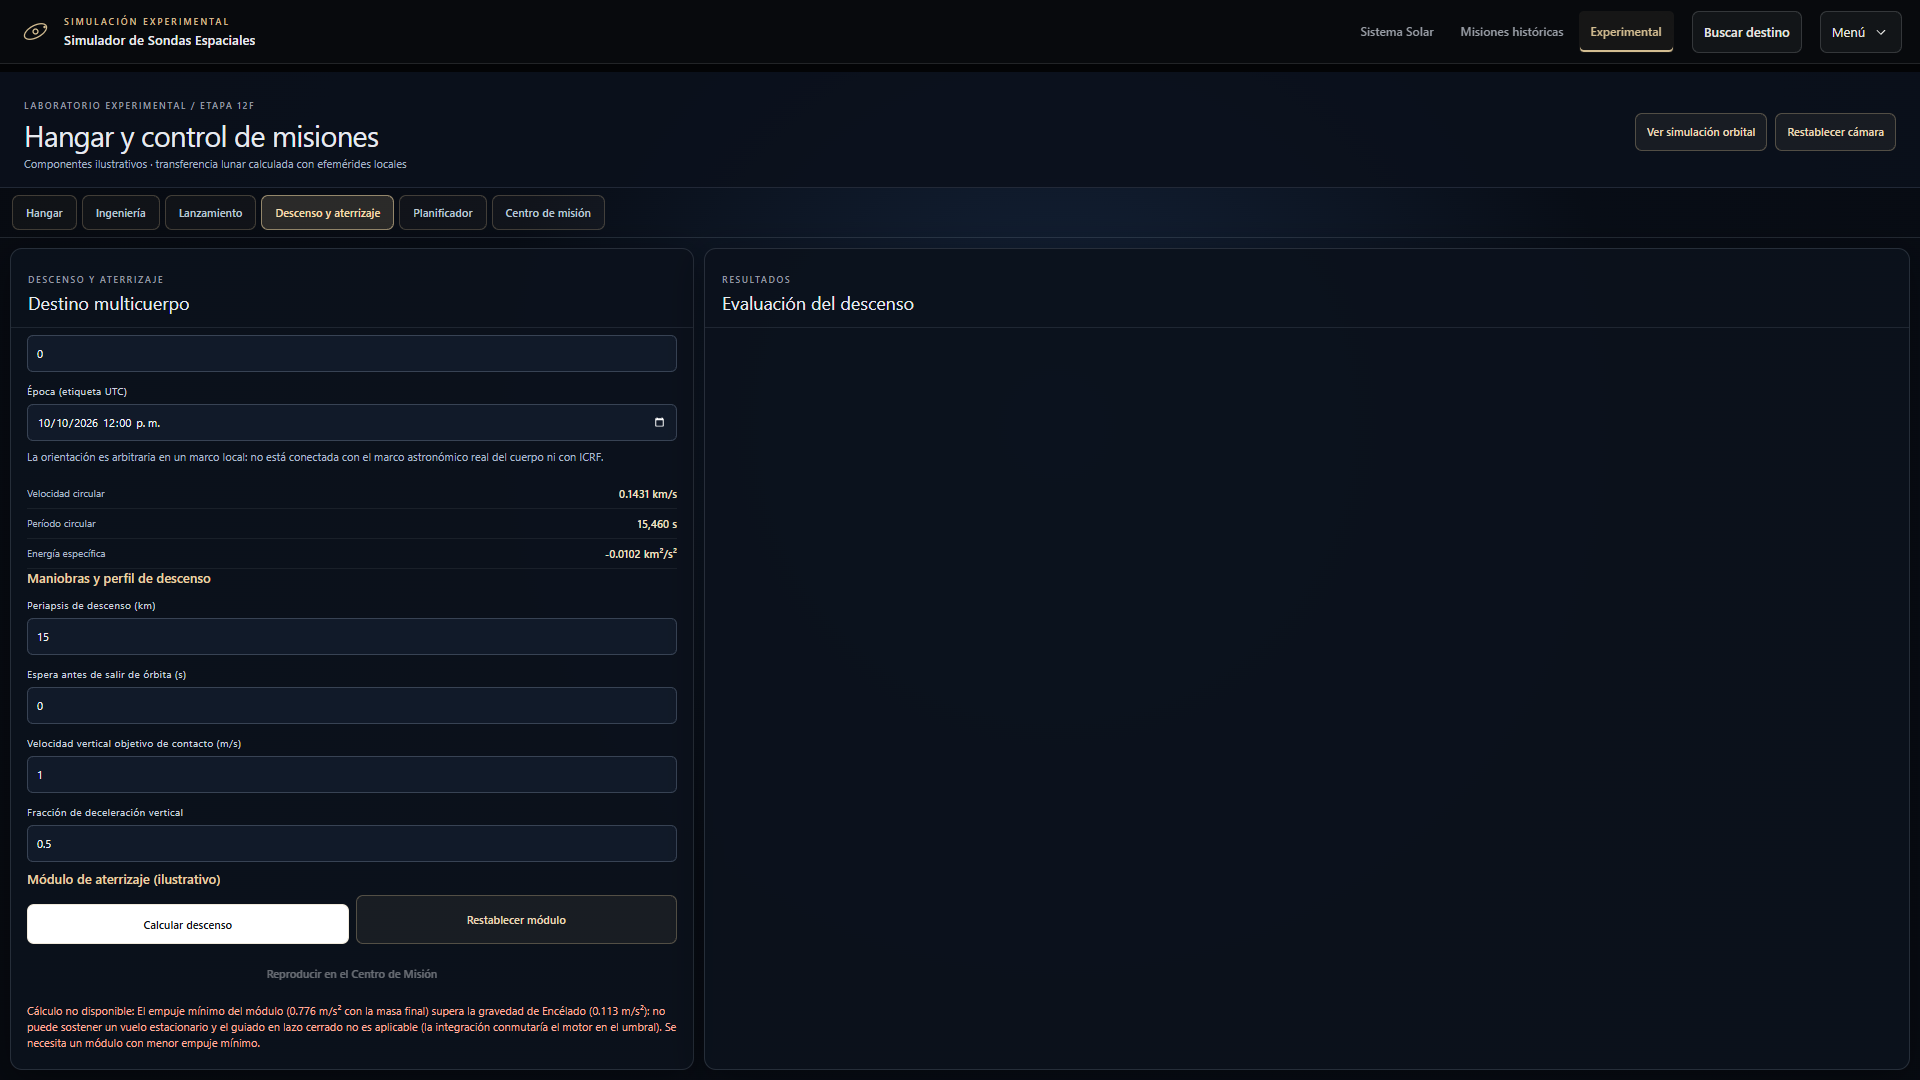 SIMULACIÓN EXPERIMENTAL
Simulador de Sondas Espaciales
Sistema Solar
Misiones históricas
Experimental
Buscar destino
Menú
LABORATORIO EXPERIMENTAL / ETAPA 12F
Hangar y control de misiones
Componentes ilustrativos · transferencia lunar calculada con efemérides locales
Ver simulación orbital
Restablecer cámara
Hangar
Ingeniería
Lanzamiento
Descenso y aterrizaje
Planificador
Centro de misión
DESCENSO Y ATERRIZAJE
Destino multicuerpo
0
Época (etiqueta UTC)
10/10/2026 12:00 p. m.
La orientación es arbitraria en un marco local: no está conectada con el marco astronómico real del cuerpo ni con ICRF.
Velocidad circular 0.1431 km/s
Período circular 15,460 s
Energía específica -0.0102 km²/s²
Maniobras y perfil de descenso
Periapsis de descenso (km)
15
Espera antes de salir de órbita (s)
0
Velocidad vertical objetivo de contacto (m/s)
1
Fracción de deceleración vertical
0.5
Módulo de aterrizaje (ilustrativo)
Calcular descenso
Restablecer módulo
Reproducir en el Centro de Misión
Cálculo no disponible: El empuje mínimo del módulo (0.776 m/s² con la masa final) supera la gravedad de Encélado (0.113 m/s²): no
puede sostener un vuelo estacionario y el guiado en lazo cerrado no es aplicable (la integración conmutaría el motor en el umbral). Se
necesita un módulo con menor empuje mínimo.
RESULTADOS
Evaluación del descenso